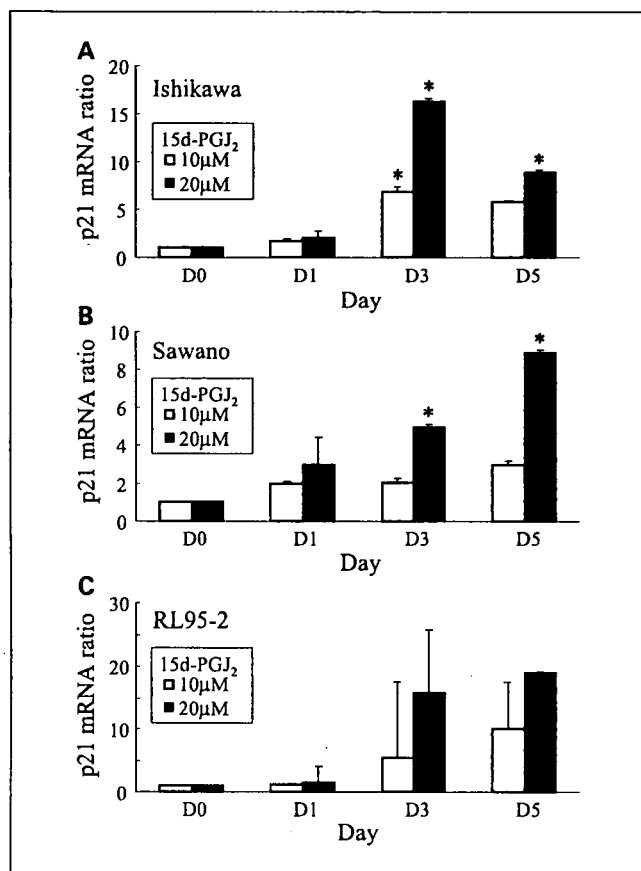 A
Ishikawa
p21 mRNA ratio
20
15
10
5
0
15d-PGJ₂
10μM
20μM
*
*
*
D0 D1 D3 D5
Day
B
Sawano
p21 mRNA ratio
10
8
6
4
2
0
15d-PGJ₂
10μM
20μM
*
*
D0 D1 D3 D5
Day
C
RL95-2
p21 mRNA ratio
30
20
10
0
15d-PGJ₂
10μM
20μM
D0 D1 D3 D5
Day